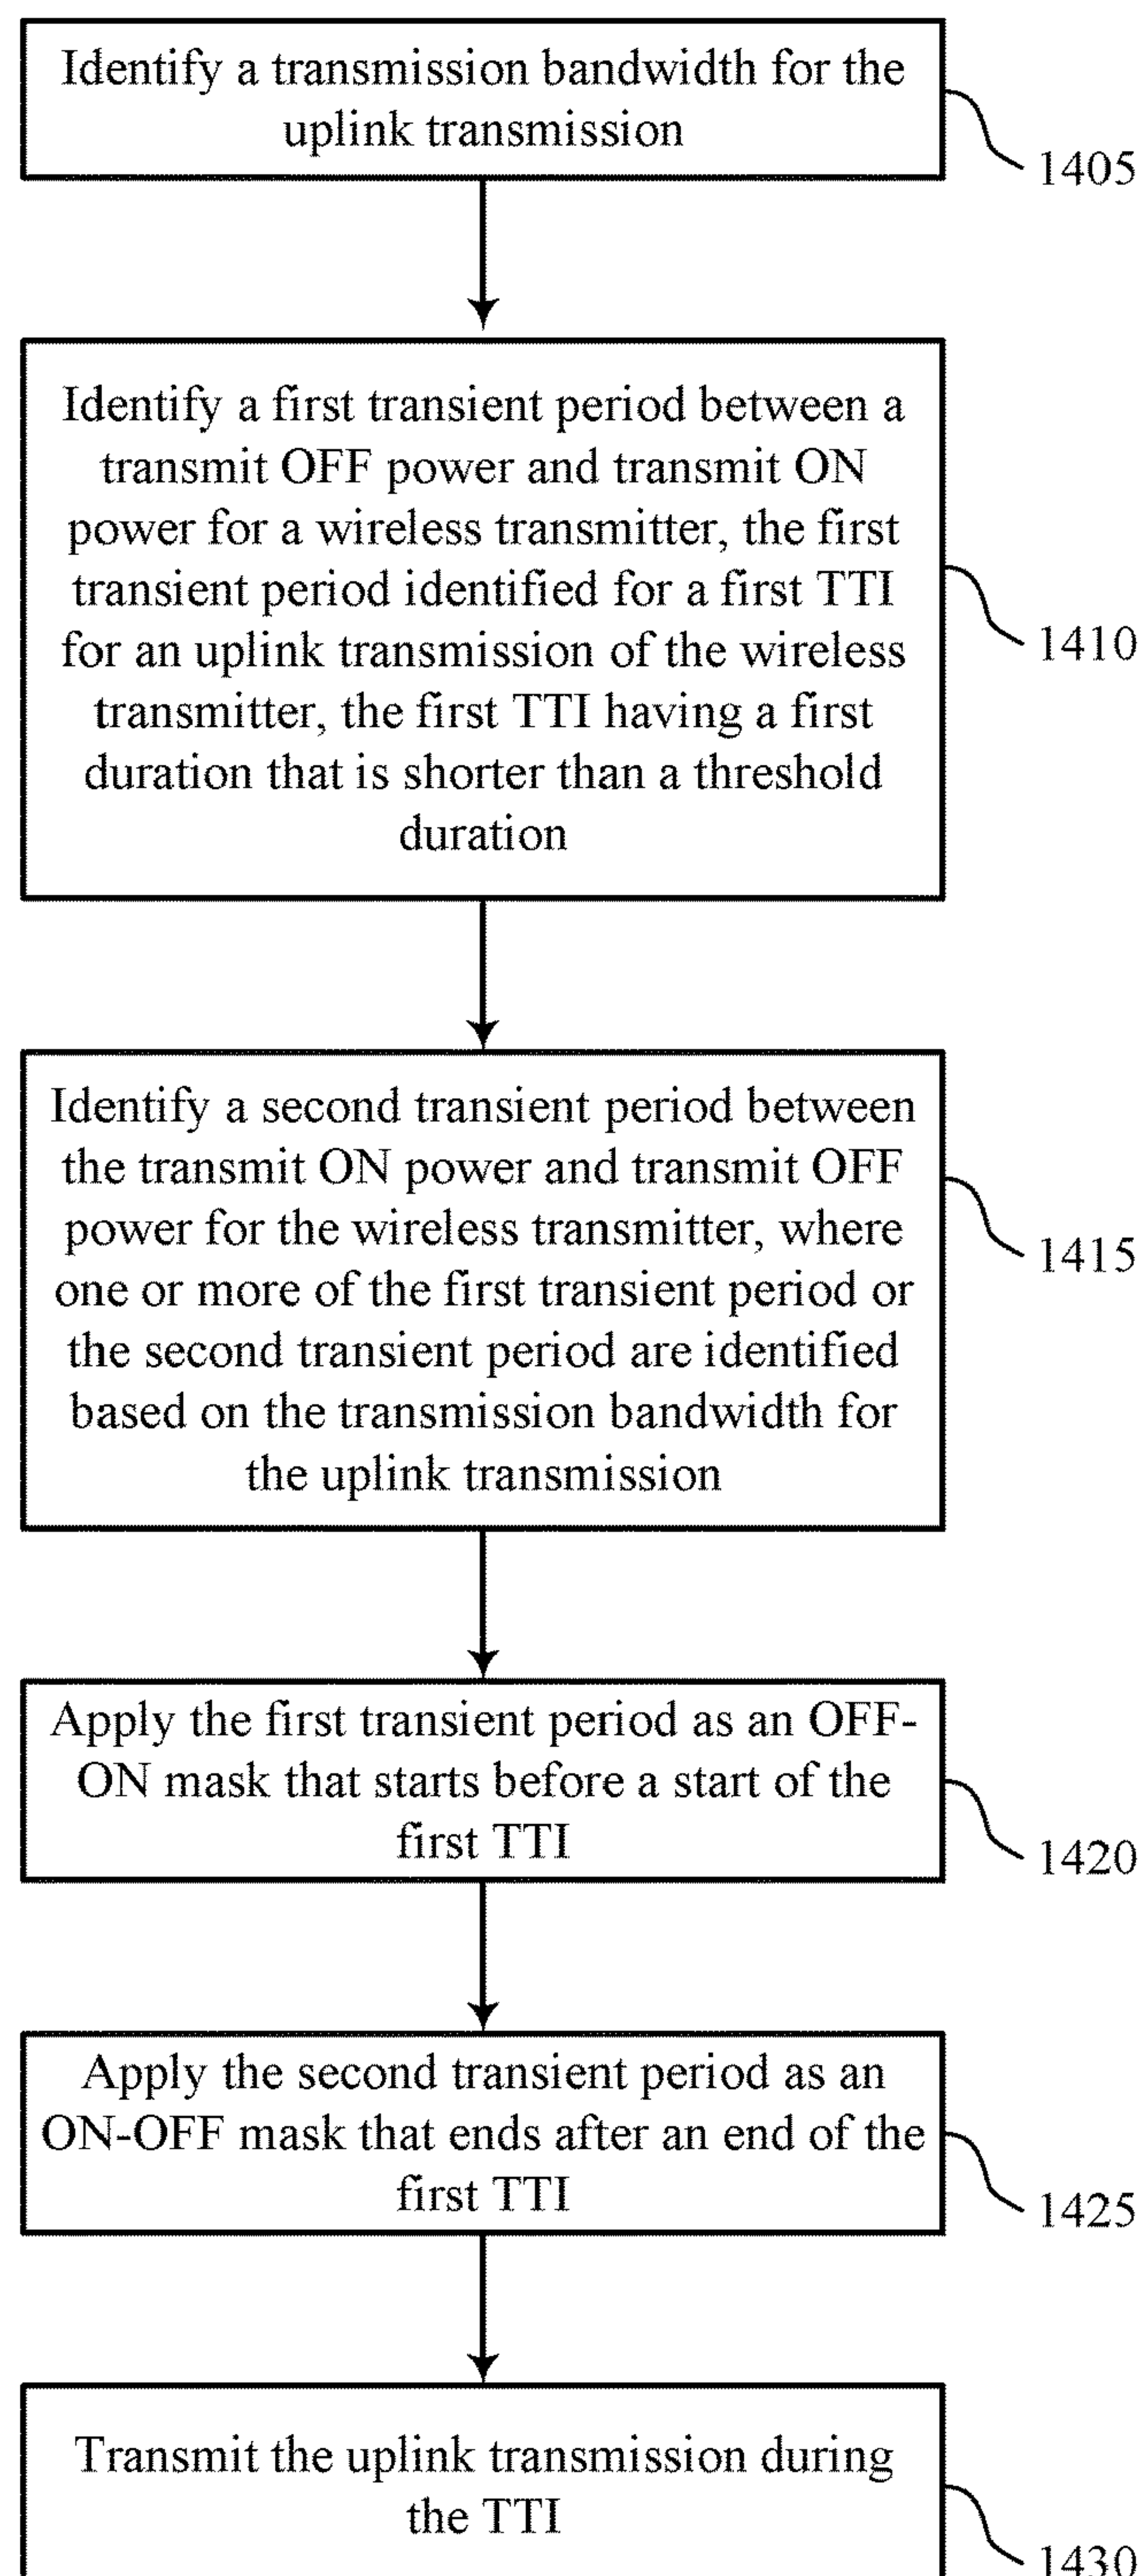 Identify a transmission bandwidth for the
uplink transmission
1405
Identify a first transient period between a
transmit OFF power and transmit ON
power for a wireless transmitter, the first
transient period identified for a first TTI
for an uplink transmission of the wireless
transmitter, the first TTI having a first
duration that is shorter than a threshold
duration
1410
Identify a second transient period between
the transmit ON power and transmit OFF
power for the wireless transmitter, where
one or more of the first transient period or
the second transient period are identified
based on the transmission bandwidth for
the uplink transmission
1415
Apply the first transient period as an OFF-
ON mask that starts before a start of the
first TTI
1420
Apply the second transient period as an
ON-OFF mask that ends after an end of the
first TTI
1425
Transmit the uplink transmission during
the TTI
1430